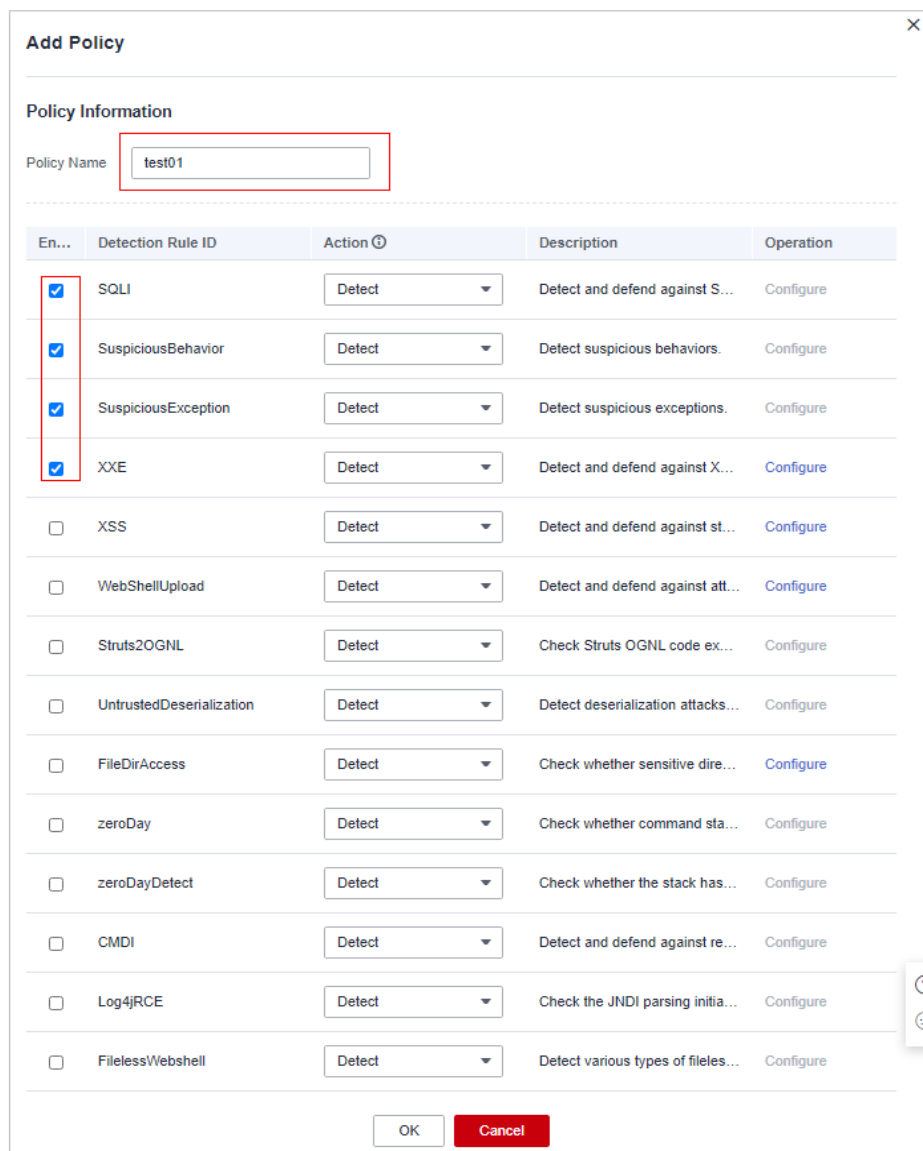 Add Policy
Policy Information
Policy Name test01
En... Detection Rule ID Action Description Operation
SQLI Detect Detect and defend against S... Configure
SuspiciousBehavior Detect Detect suspicious behaviors. Configure
SuspiciousException Detect Detect suspicious exceptions. Configure
XXE Detect Detect and defend against X... Configure
XSS Detect Detect and defend against st... Configure
WebShellUpload Detect Detect and defend against att... Configure
Struts2OGNL Detect Check Struts OGNL code ex... Configure
UntrustedDeserialization Detect Detect deserialization attacks... Configure
FileDirAccess Detect Check whether sensitive dire... Configure
zeroDay Detect Check whether command sta... Configure
zeroDayDetect Detect Check whether the stack has... Configure
CMDI Detect Detect and defend against re... Configure
Log4jRCE Detect Check the JNDI parsing initia... Configure
FilelessWebshell Detect Detect various types of fileles... Configure
OK Cancel